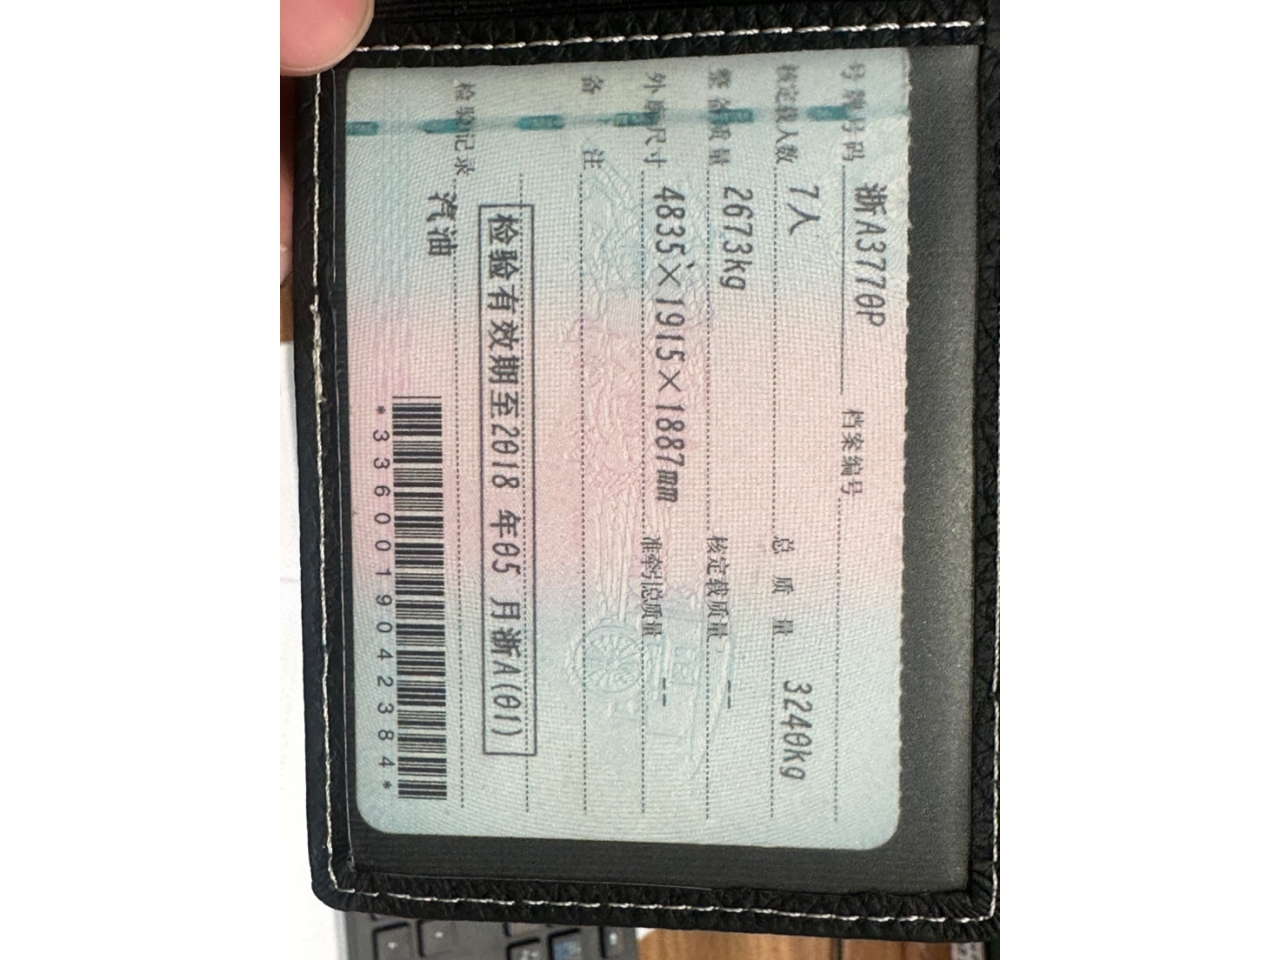 号牌号码 浙A3770P 档案编号
核定载人数 7人 总质量 3240kg
整备质量 2673kg 核定载质量 --
外廓尺寸 4835×1915×1887mm 准牵引总质量 --
备注
检验有效期至2018 年05 月浙A(01)
检验记录
汽油
*3360019042384*